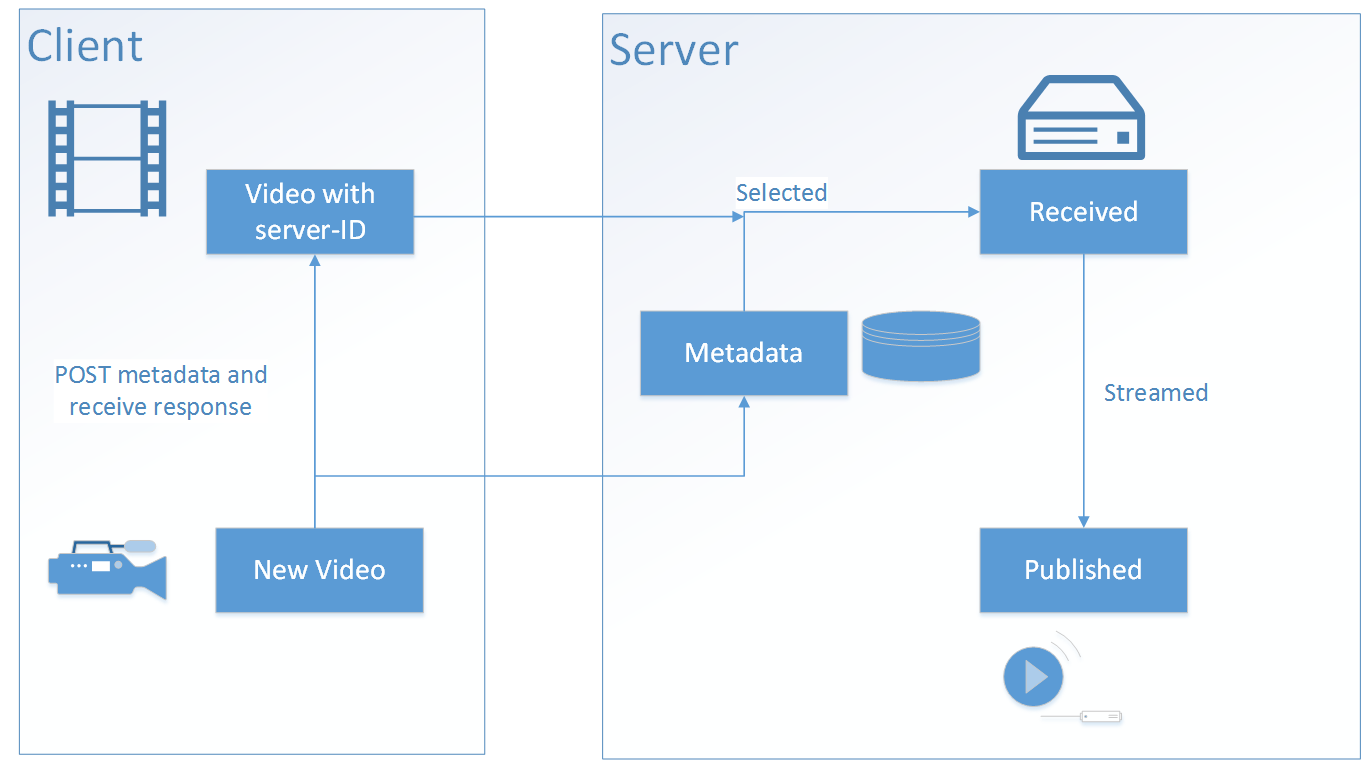 Client
Server
Video with
server-ID
Selected
Received
Metadata
POST metadata and
receive response
Streamed
New Video
Published